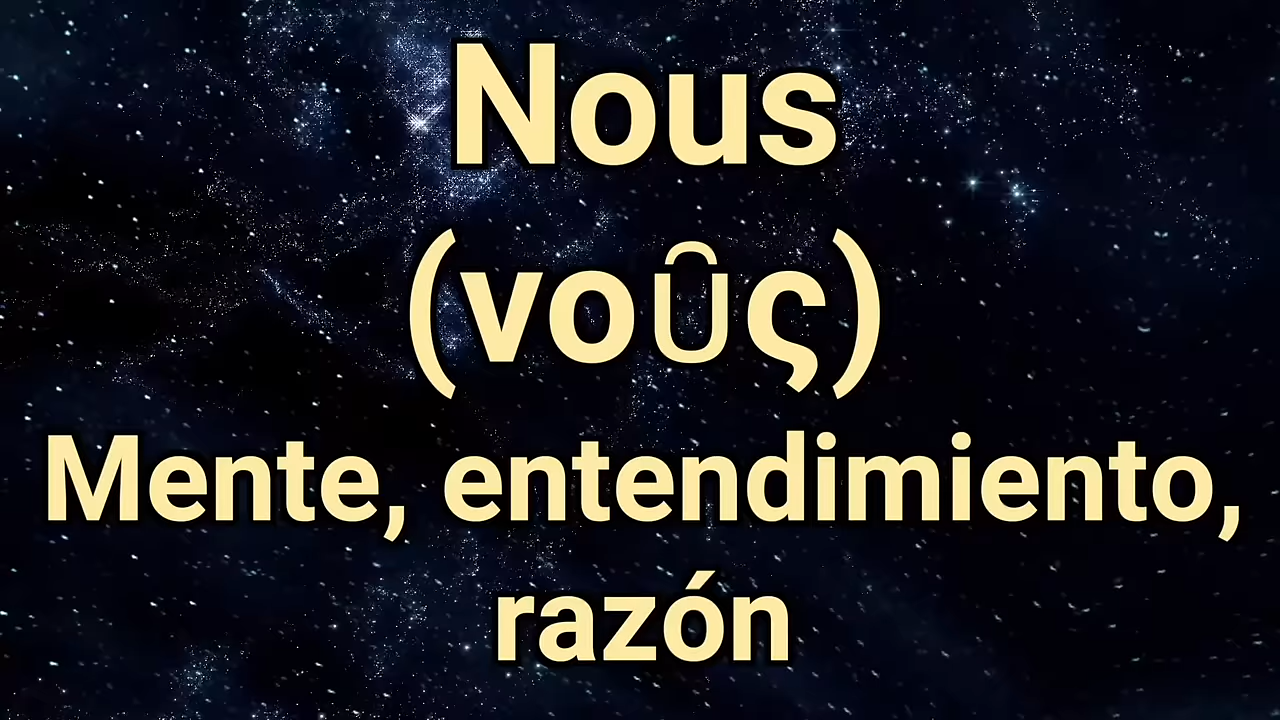 Nous
(νοῦς)
Mente, entendimiento,
razón